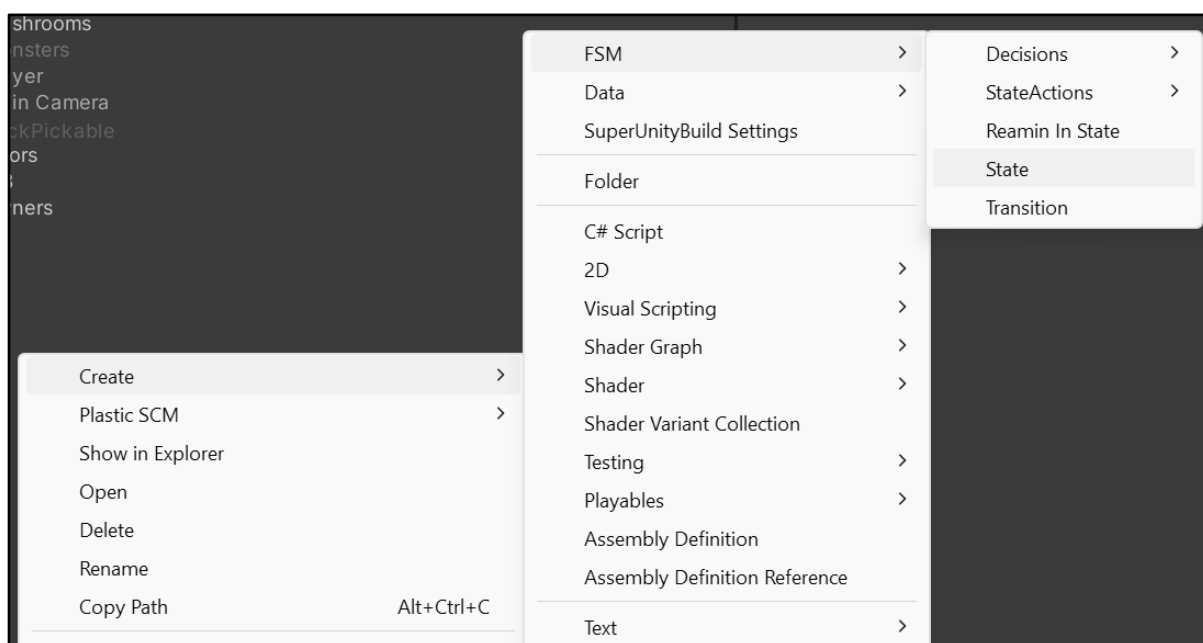 shrooms
nsters
yer
in Camera
ckPickable
ors
ners
Create
Plastic SCM
Show in Explorer
Open
Delete
Rename
Copy Path Alt+Ctrl+C
FSM
Data
SuperUnityBuild Settings
Folder
C# Script
2D
Visual Scripting
Shader Graph
Shader
Shader Variant Collection
Testing
Playables
Assembly Definition
Assembly Definition Reference
Text
Decisions
StateActions
Reamin In State
State
Transition